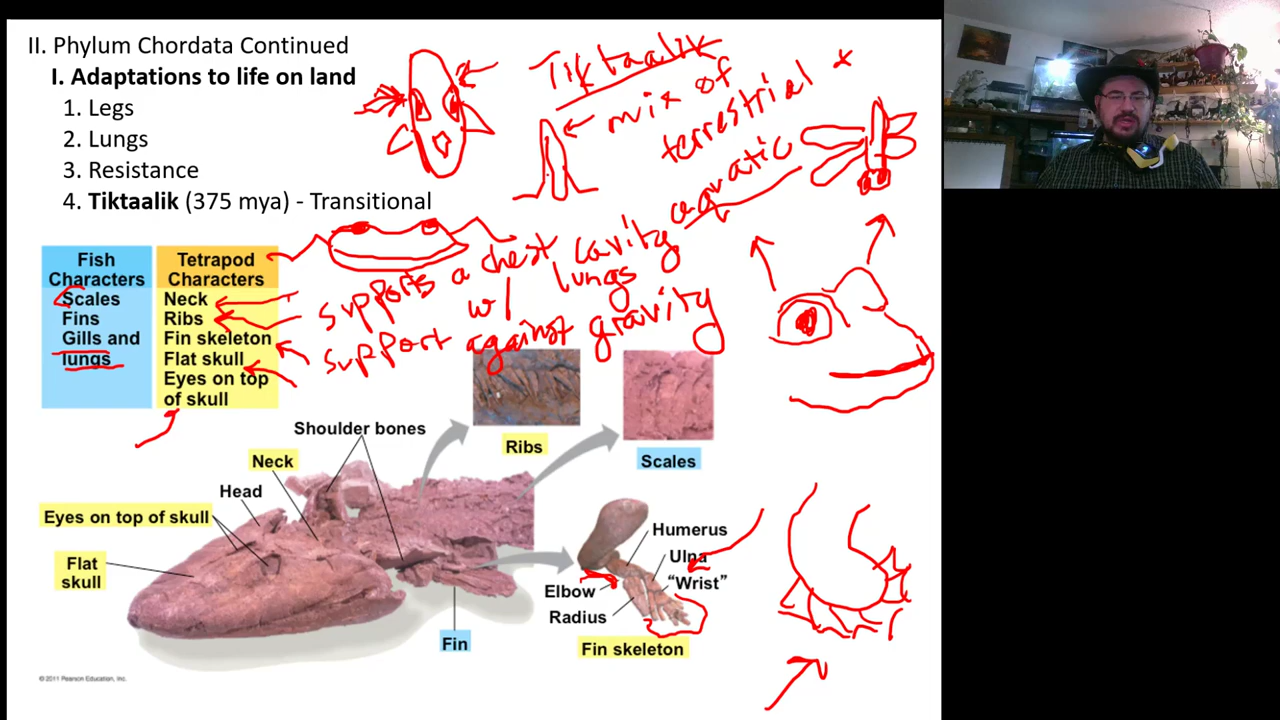 II. Phylum Chordata Continued
I. Adaptations to life on land
1. Legs
2. Lungs
3. Resistance
4. Tiktaalik (375 mya) - Transitional
Tiktaalik
mix of
terrestrial +
aquatic
Fish
Characters
Scales
Fins
Gills and
lungs
Tetrapod
Characters
Neck
Ribs
Fin skeleton
Flat skull
Eyes on top
of skull
supports a chest cavity
w/ lungs
support against gravity
Ribs
Scales
Shoulder bones
Neck
Head
Eyes on top of skull
Flat
skull
Fin
Humerus
Ulna
"Wrist"
Elbow
Radius
Fin skeleton
© 2011 Pearson Education, Inc.